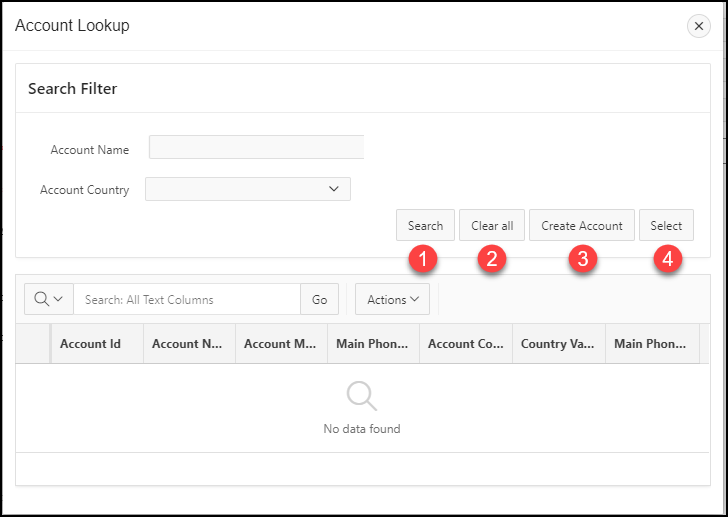 Account Lookup
Search Filter
Account Name
Account Country
Search Clear all Create Account Select
1 2 3 4
Search: All Text Columns Go Actions
Account Id Account N... Account M... Main Phon... Account Co... Country Va... Main Phon...
No data found